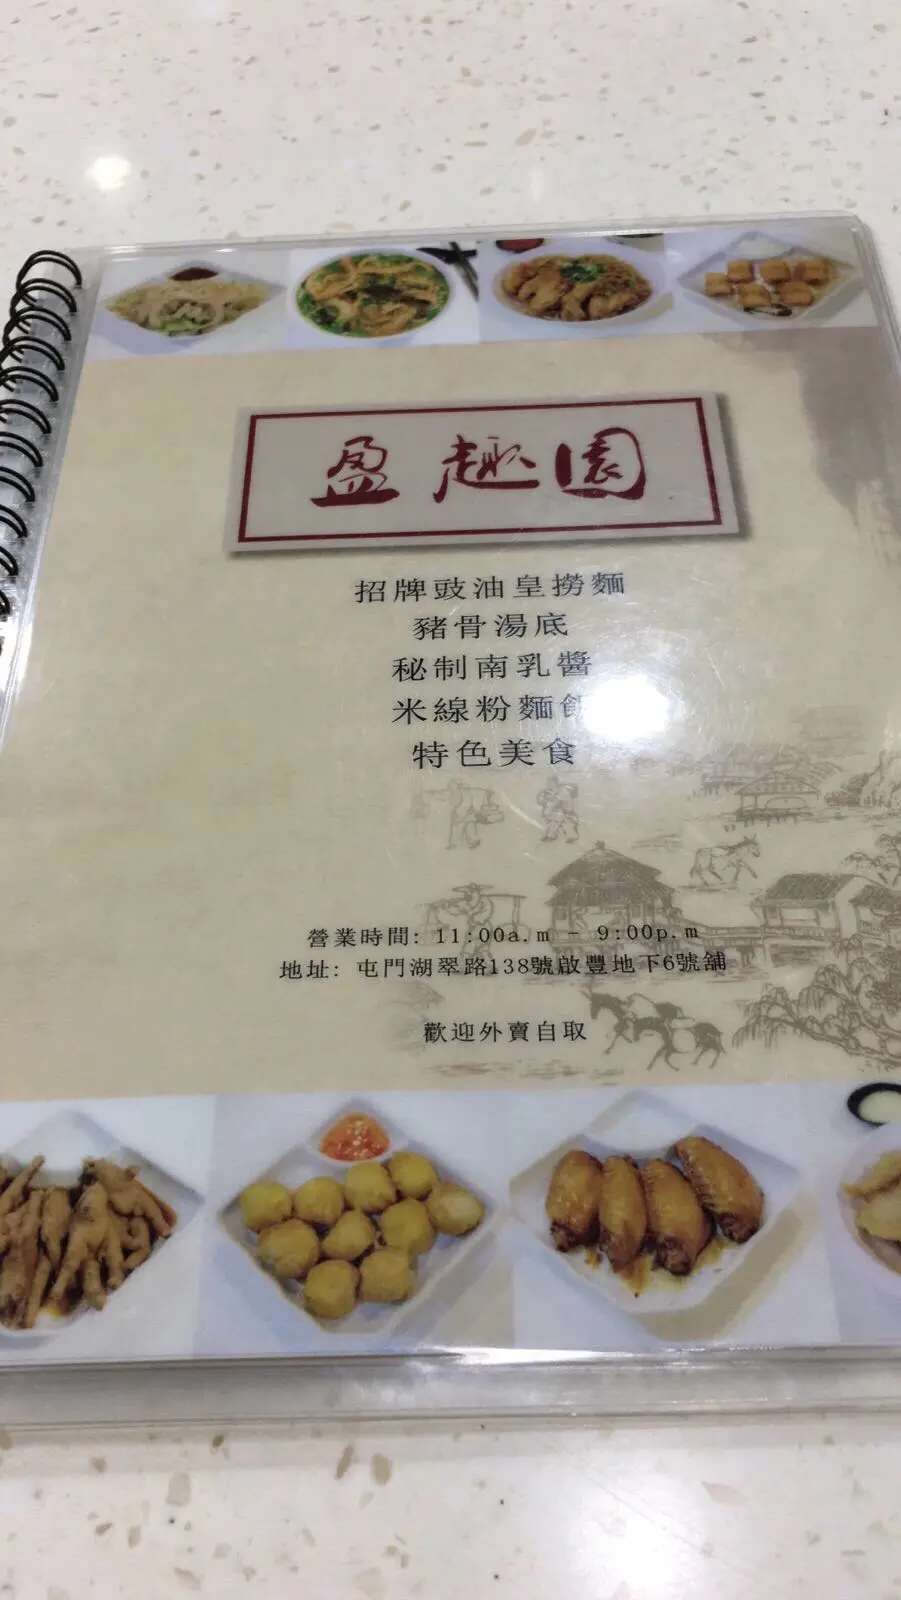 盈趣園
招牌豉油皇撈麵
豬骨湯底
秘制南乳醬
米線粉麵
特色美食
營業時間: 11:00a.m - 9:00p.m
地址: 屯門湖翠路138號啟豐地下6號舖
歡迎外賣自取